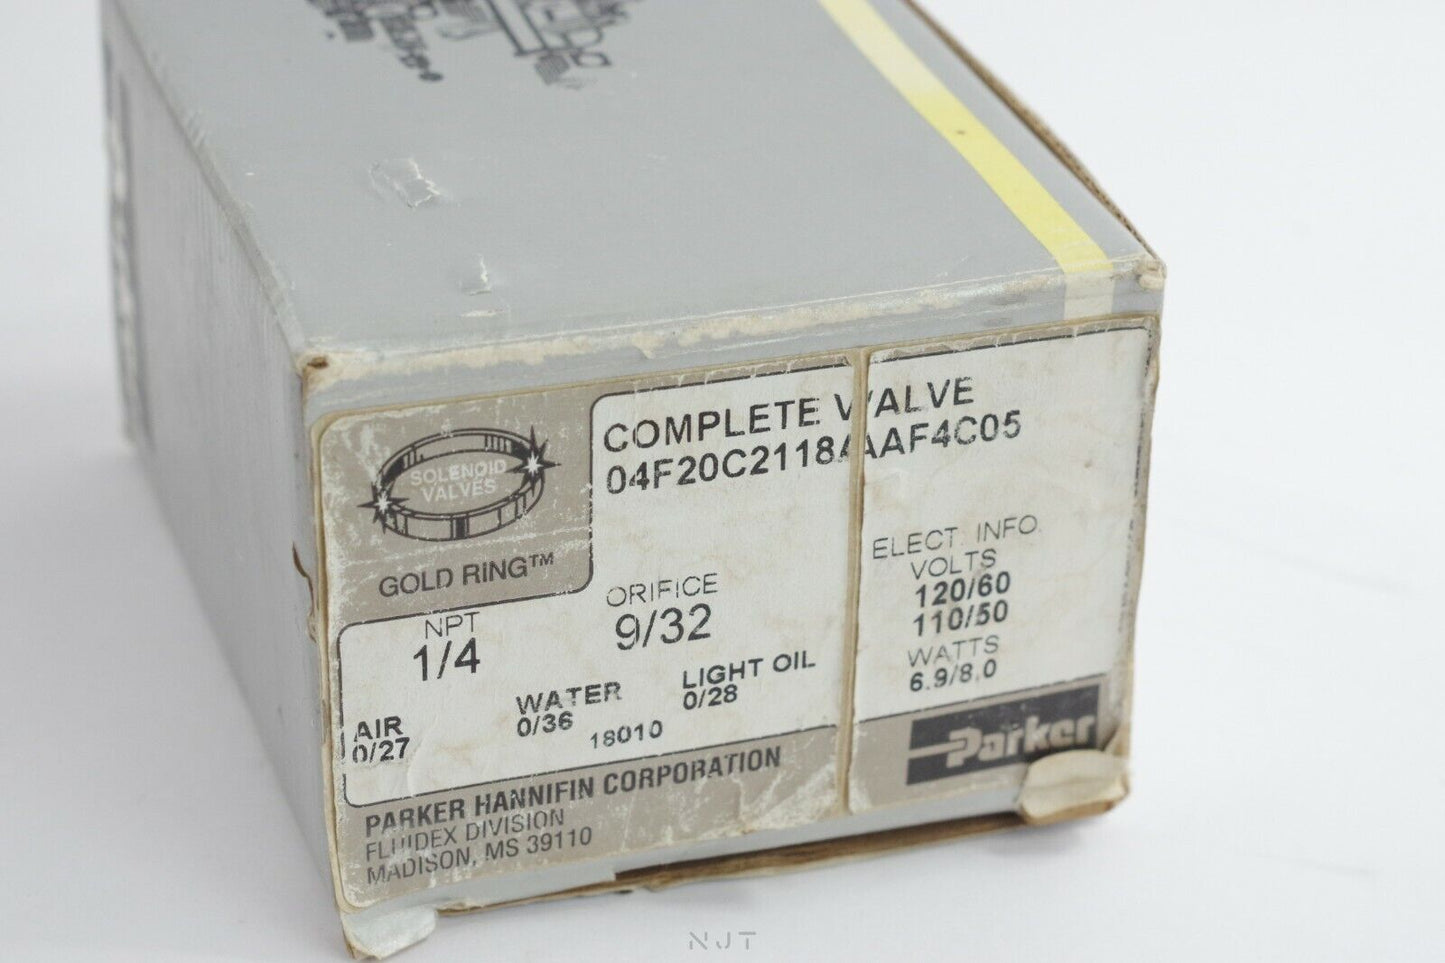 SOLENOID
VALVES
GOLD RING™
COMPLETE VALVE
04F20C2118AAAF4C05
NPT
1/4
ORIFICE
9/32
ELECT. INFO.
VOLTS
120/60
110/50
WATTS
6.9/8.0
AIR
0/27
WATER
0/36
LIGHT OIL
0/28
18010
PARKER HANNIFIN CORPORATION
FLUIDEX DIVISION
MADISON, MS 39110
Parker
NJT